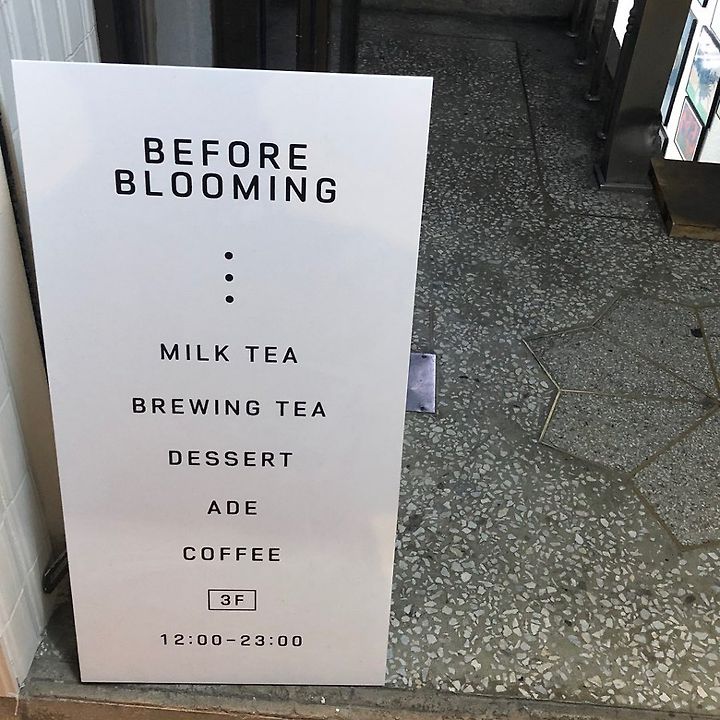 BEFORE
BLOOMING
MILK TEA
BREWING TEA
DESSERT
ADE
COFFEE
3F
12:00-23:00